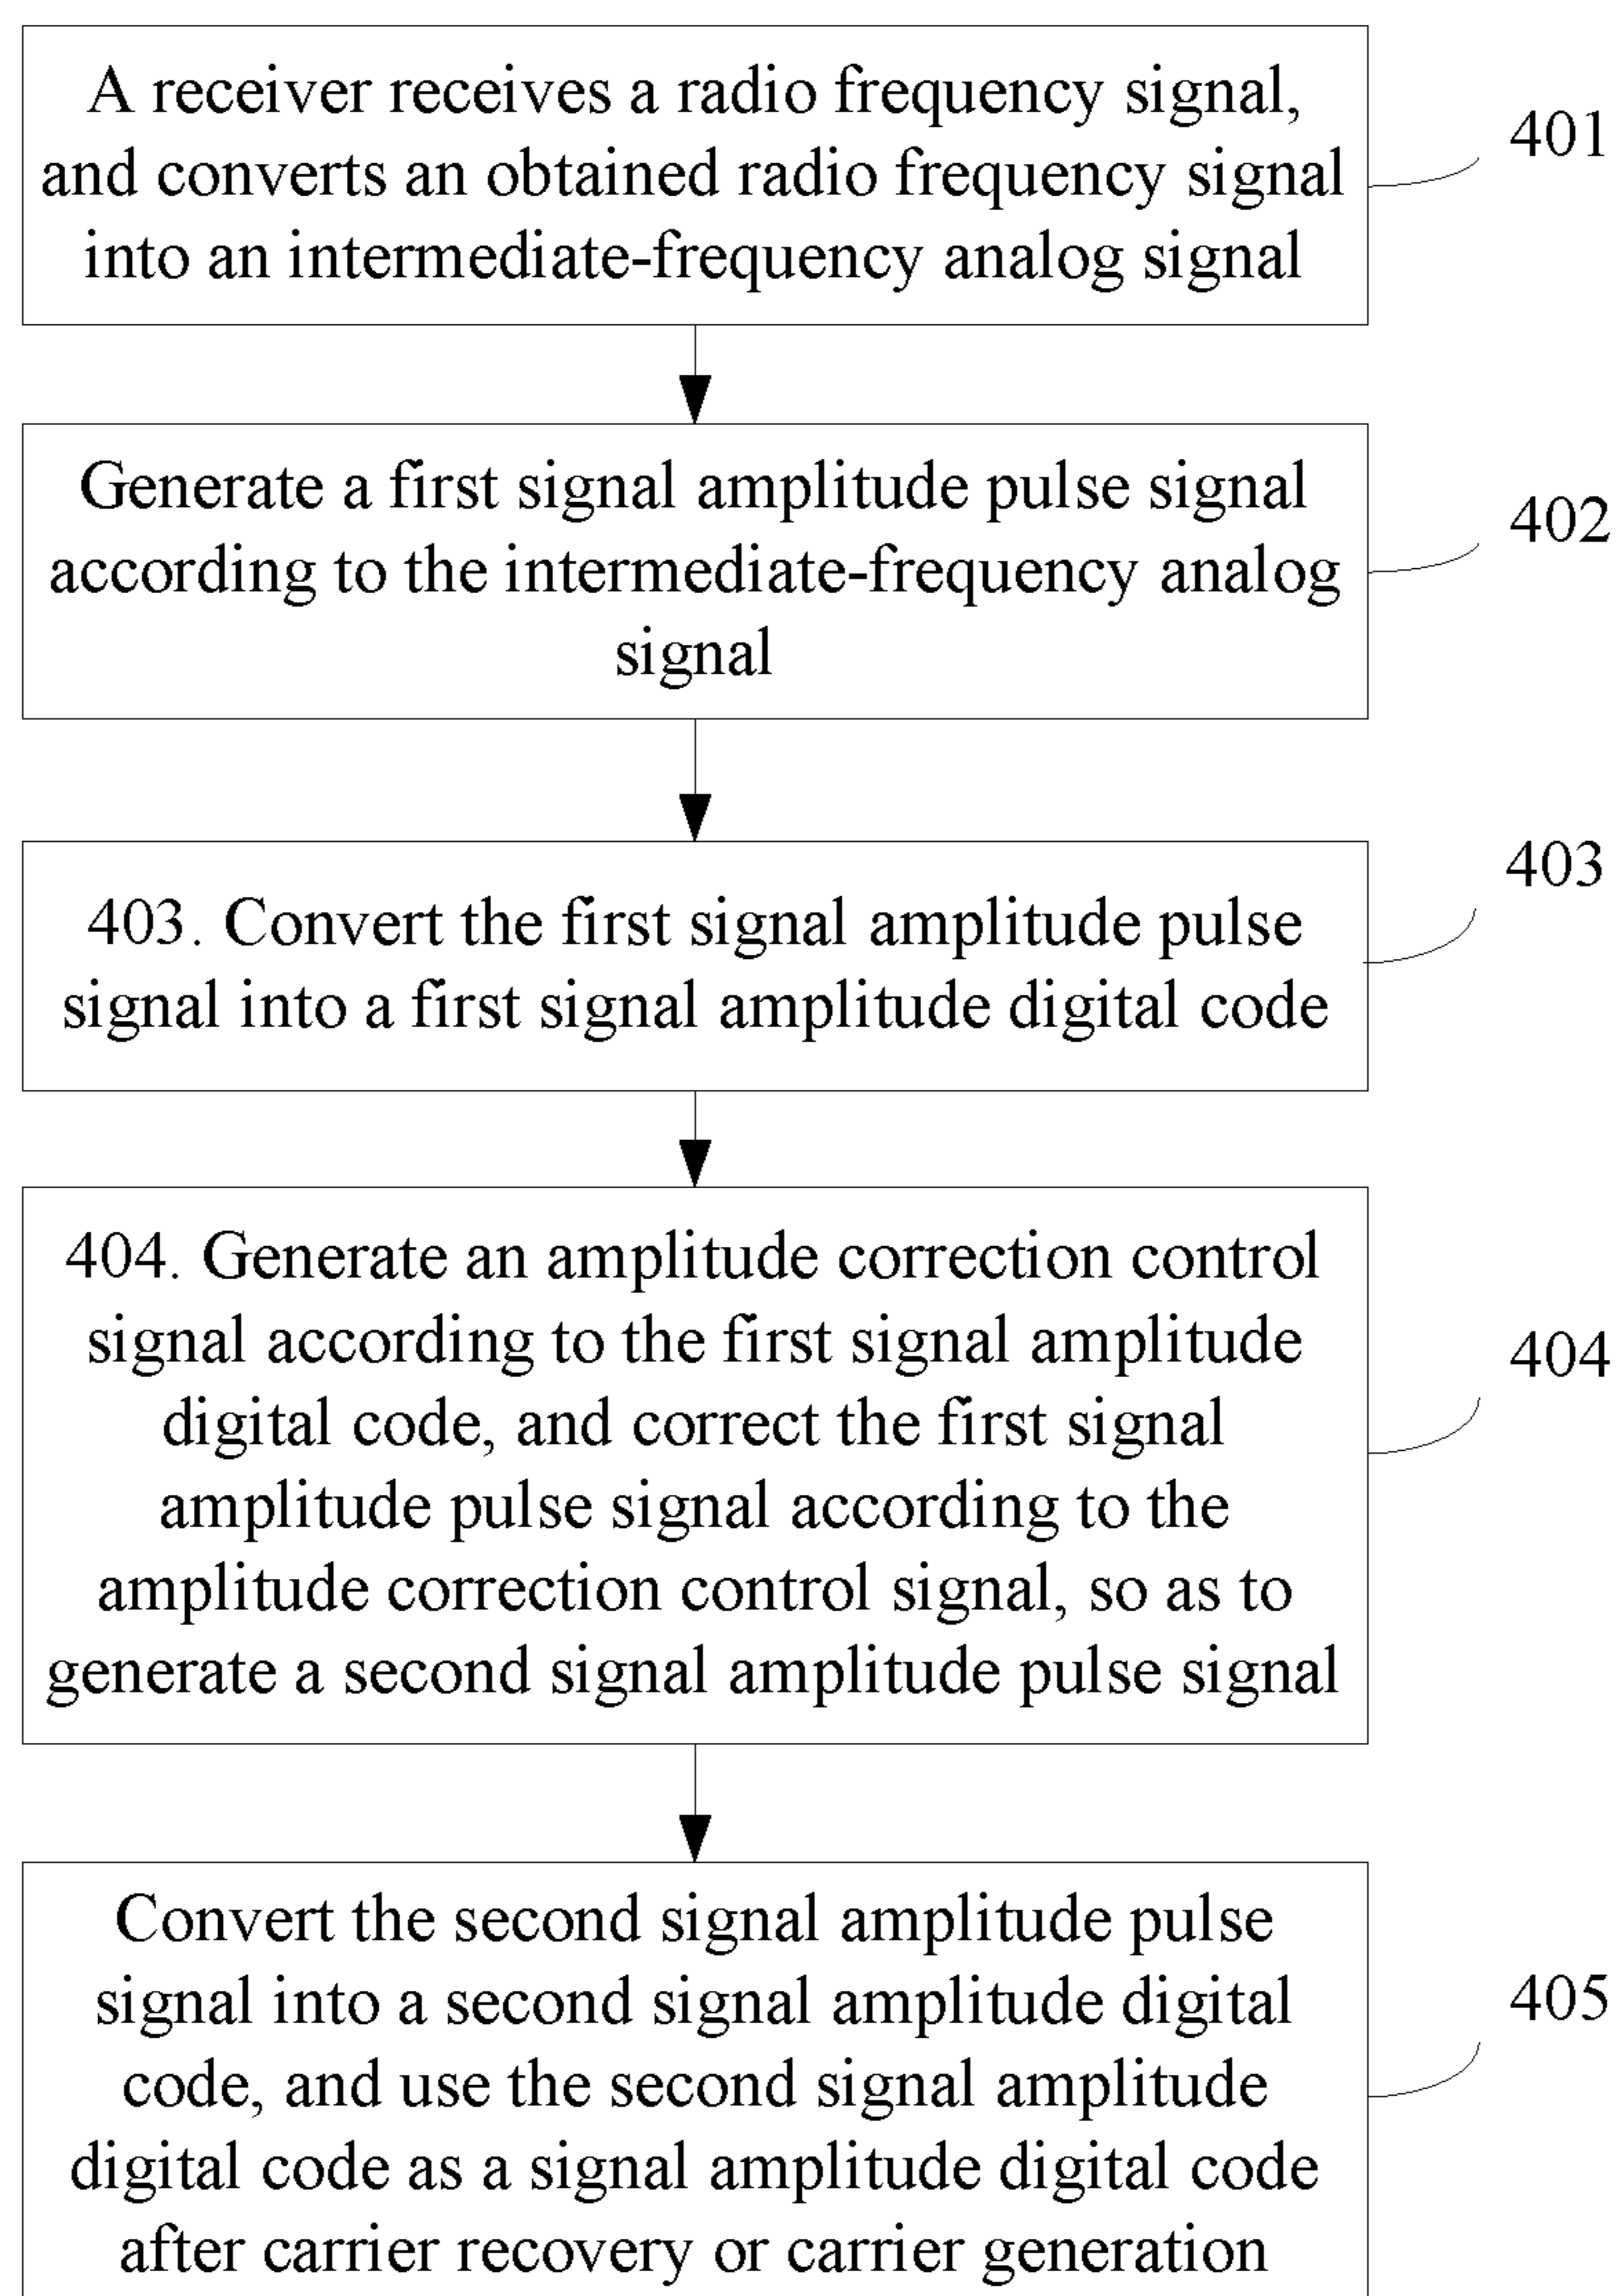 A receiver receives a radio frequency signal,
and converts an obtained radio frequency signal
into an intermediate-frequency analog signal
401
Generate a first signal amplitude pulse signal
according to the intermediate-frequency analog
signal
402
403. Convert the first signal amplitude pulse
signal into a first signal amplitude digital code
403
404. Generate an amplitude correction control
signal according to the first signal amplitude
digital code, and correct the first signal
amplitude pulse signal according to the
amplitude correction control signal, so as to
generate a second signal amplitude pulse signal
404
Convert the second signal amplitude pulse
signal into a second signal amplitude digital
code, and use the second signal amplitude
digital code as a signal amplitude digital code
after carrier recovery or carrier generation
405